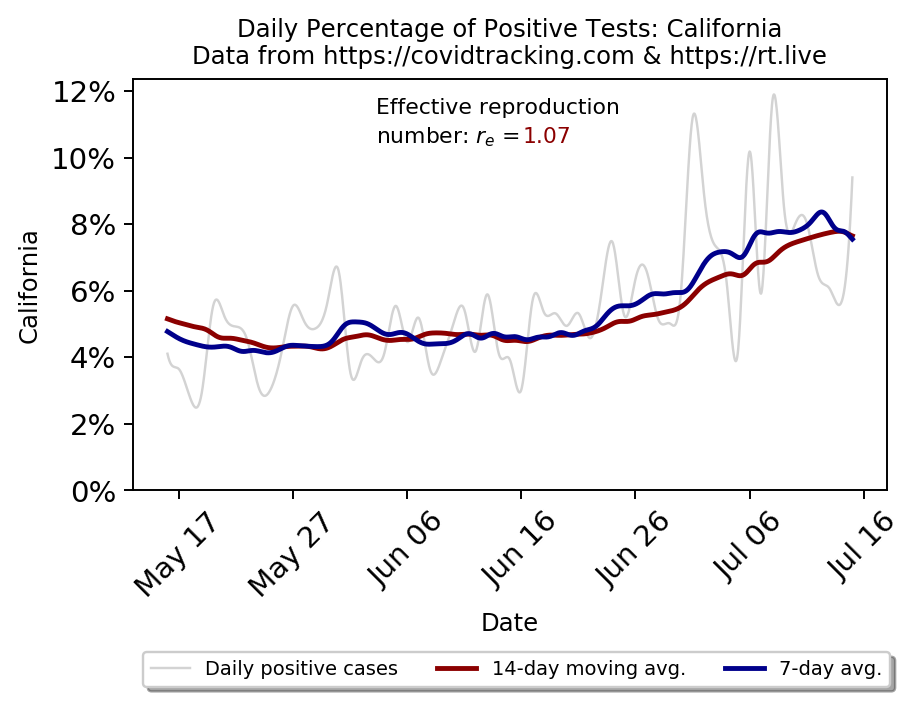 Daily Percentage of Positive Tests: California
Data from https://covidtracking.com & https://rt.live
Effective reproduction
number: rₑ =1.07
12%
10%
8%
6%
4%
2%
0%
California
May 17
May 27
Jun 06
Jun 16
Jun 26
Jul 06
Jul 16
Date
Daily positive cases
14-day moving avg.
7-day avg.